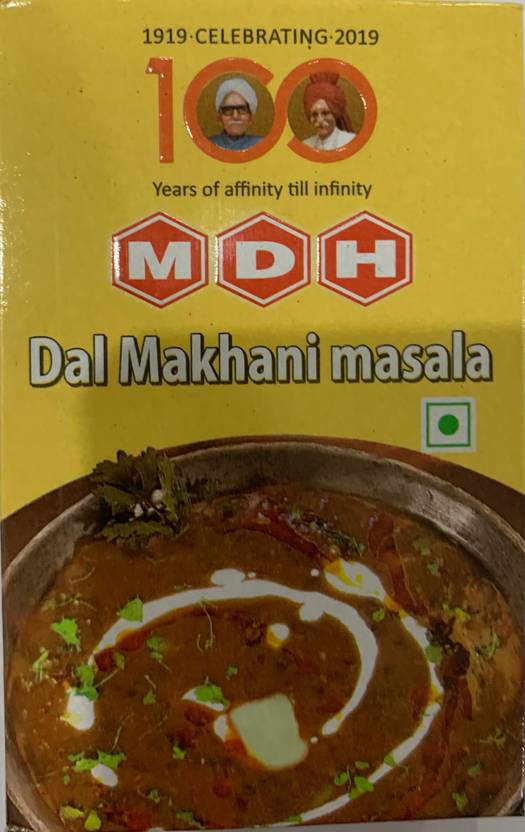 1919·CELEBRATING·2019
100
Years of affinity till infinity
MDH
Dal Makhani masala